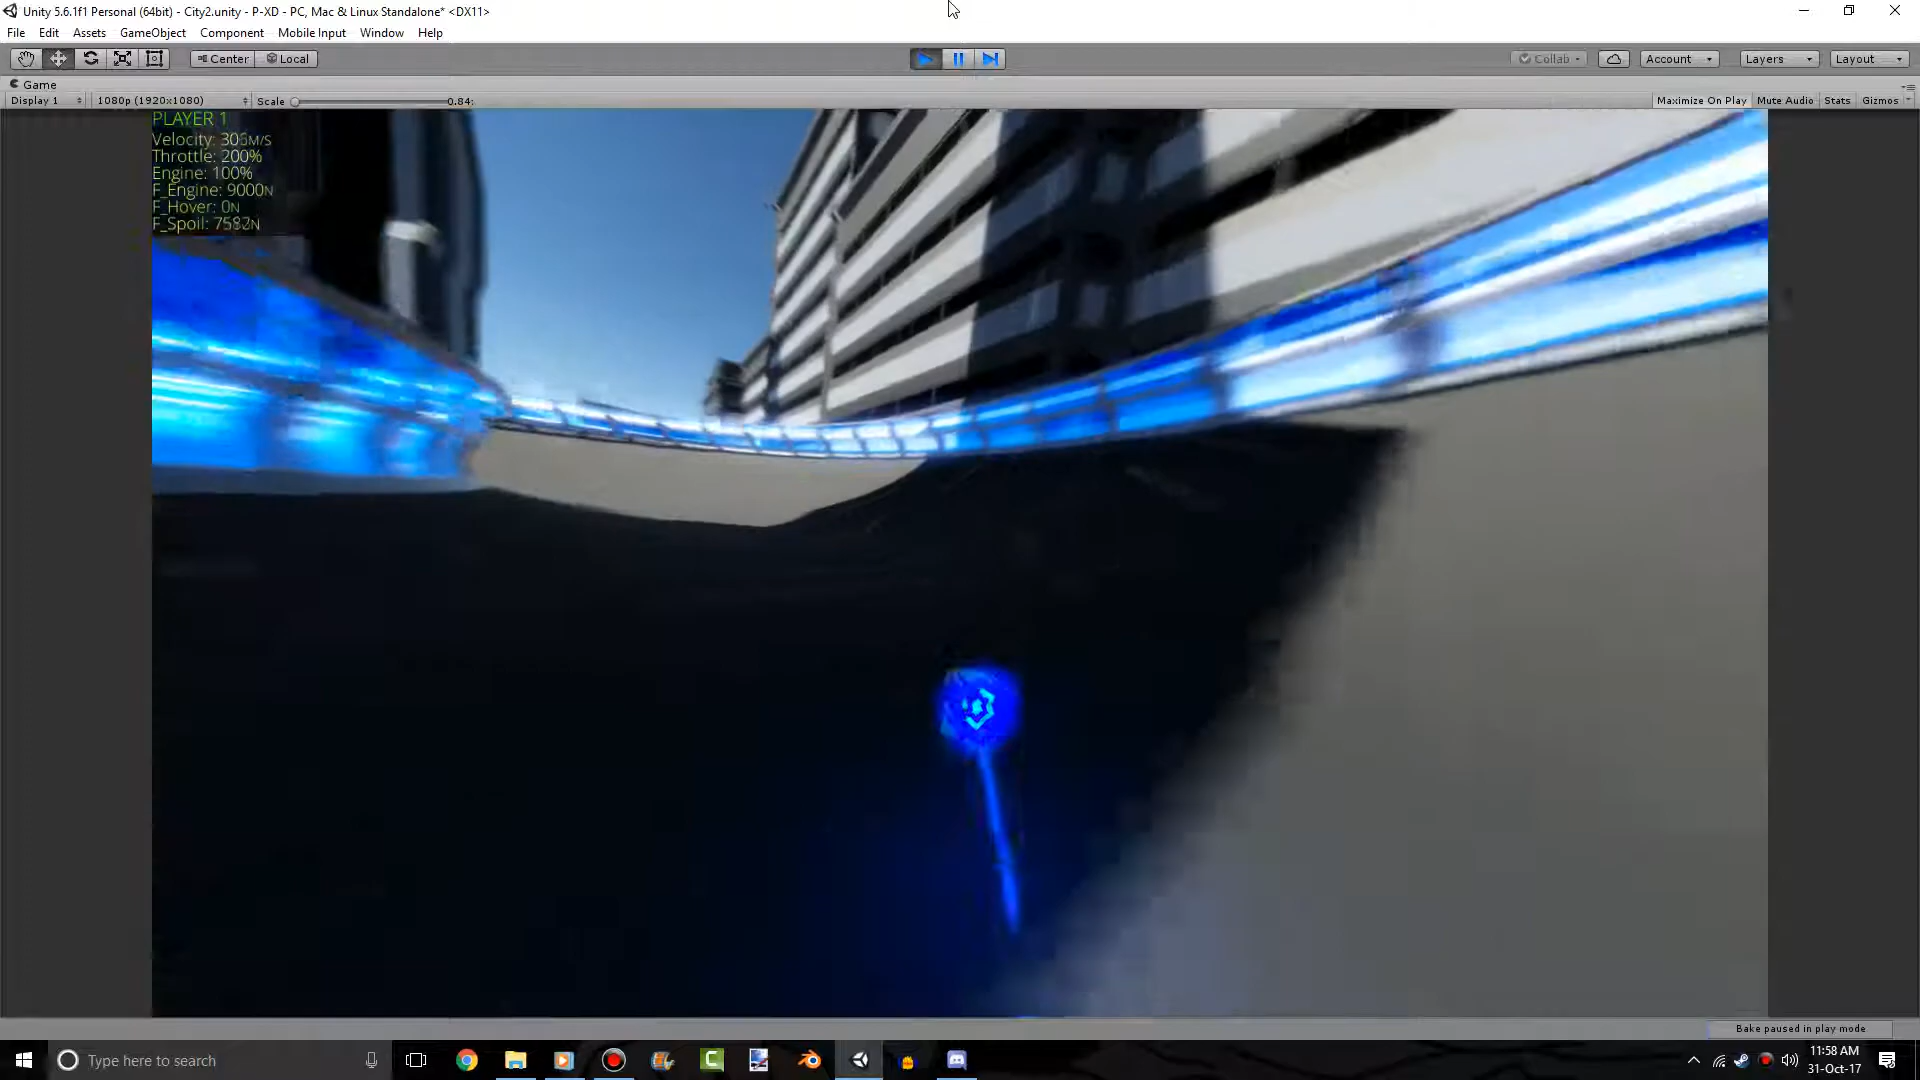 Unity 5.6.1f1 Personal (64bit) - City2.unity - P-XD - PC, Mac & Linux Standalone* <DX11>
File Edit Assets GameObject Component Mobile Input Window Help
Center Local Collab Account Layers Layout
Game
Display 1 1080p (1920x1080) Scale 0.84: Maximize On Play Mute Audio Stats Gizmos
PLAYER 1
Velocity: M/S
Throttle: 200%
Engine: 100%
F_Engine: 9000N
F_Hover: 0N
F_Spoil:
Bake paused in play mode
Type here to search
11:58 AM
31-Oct-17